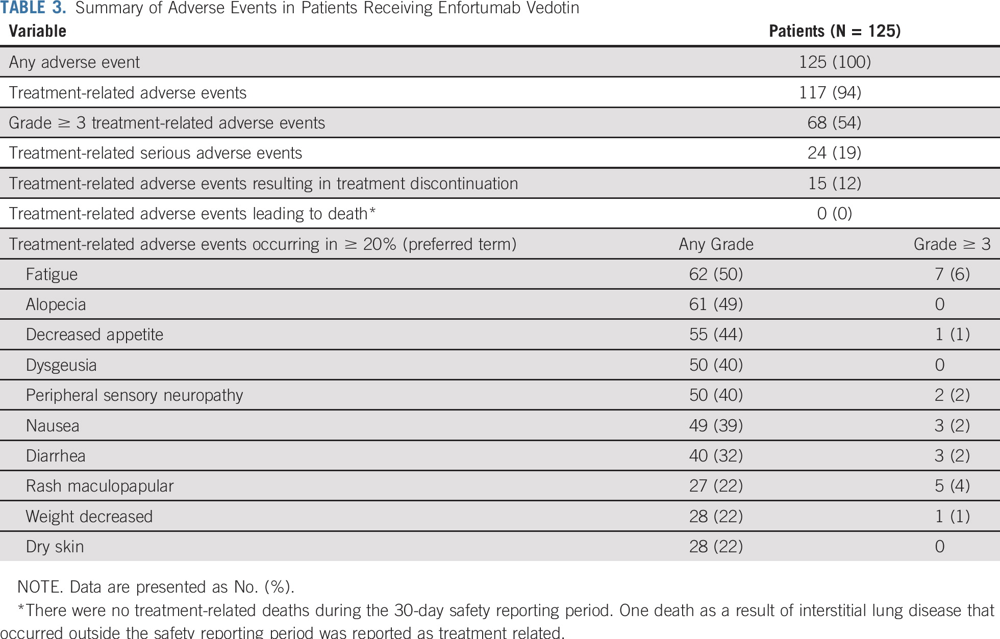 TABLE 3. Summary of Adverse Events in Patients Receiving Enfortumab Vedotin
Variable Patients (N = 125)
Any adverse event 125 (100)
Treatment-related adverse events 117 (94)
Grade ≥ 3 treatment-related adverse events 68 (54)
Treatment-related serious adverse events 24 (19)
Treatment-related adverse events resulting in treatment discontinuation 15 (12)
Treatment-related adverse events leading to death* 0 (0)
Treatment-related adverse events occurring in ≥ 20% (preferred term) Any Grade Grade ≥ 3
Fatigue 62 (50) 7 (6)
Alopecia 61 (49) 0
Decreased appetite 55 (44) 1 (1)
Dysgeusia 50 (40) 0
Peripheral sensory neuropathy 50 (40) 2 (2)
Nausea 49 (39) 3 (2)
Diarrhea 40 (32) 3 (2)
Rash maculopapular 27 (22) 5 (4)
Weight decreased 28 (22) 1 (1)
Dry skin 28 (22) 0
NOTE. Data are presented as No. (%).
*There were no treatment-related deaths during the 30-day safety reporting period. One death as a result of interstitial lung disease that
occurred outside the safety reporting period was reported as treatment related.